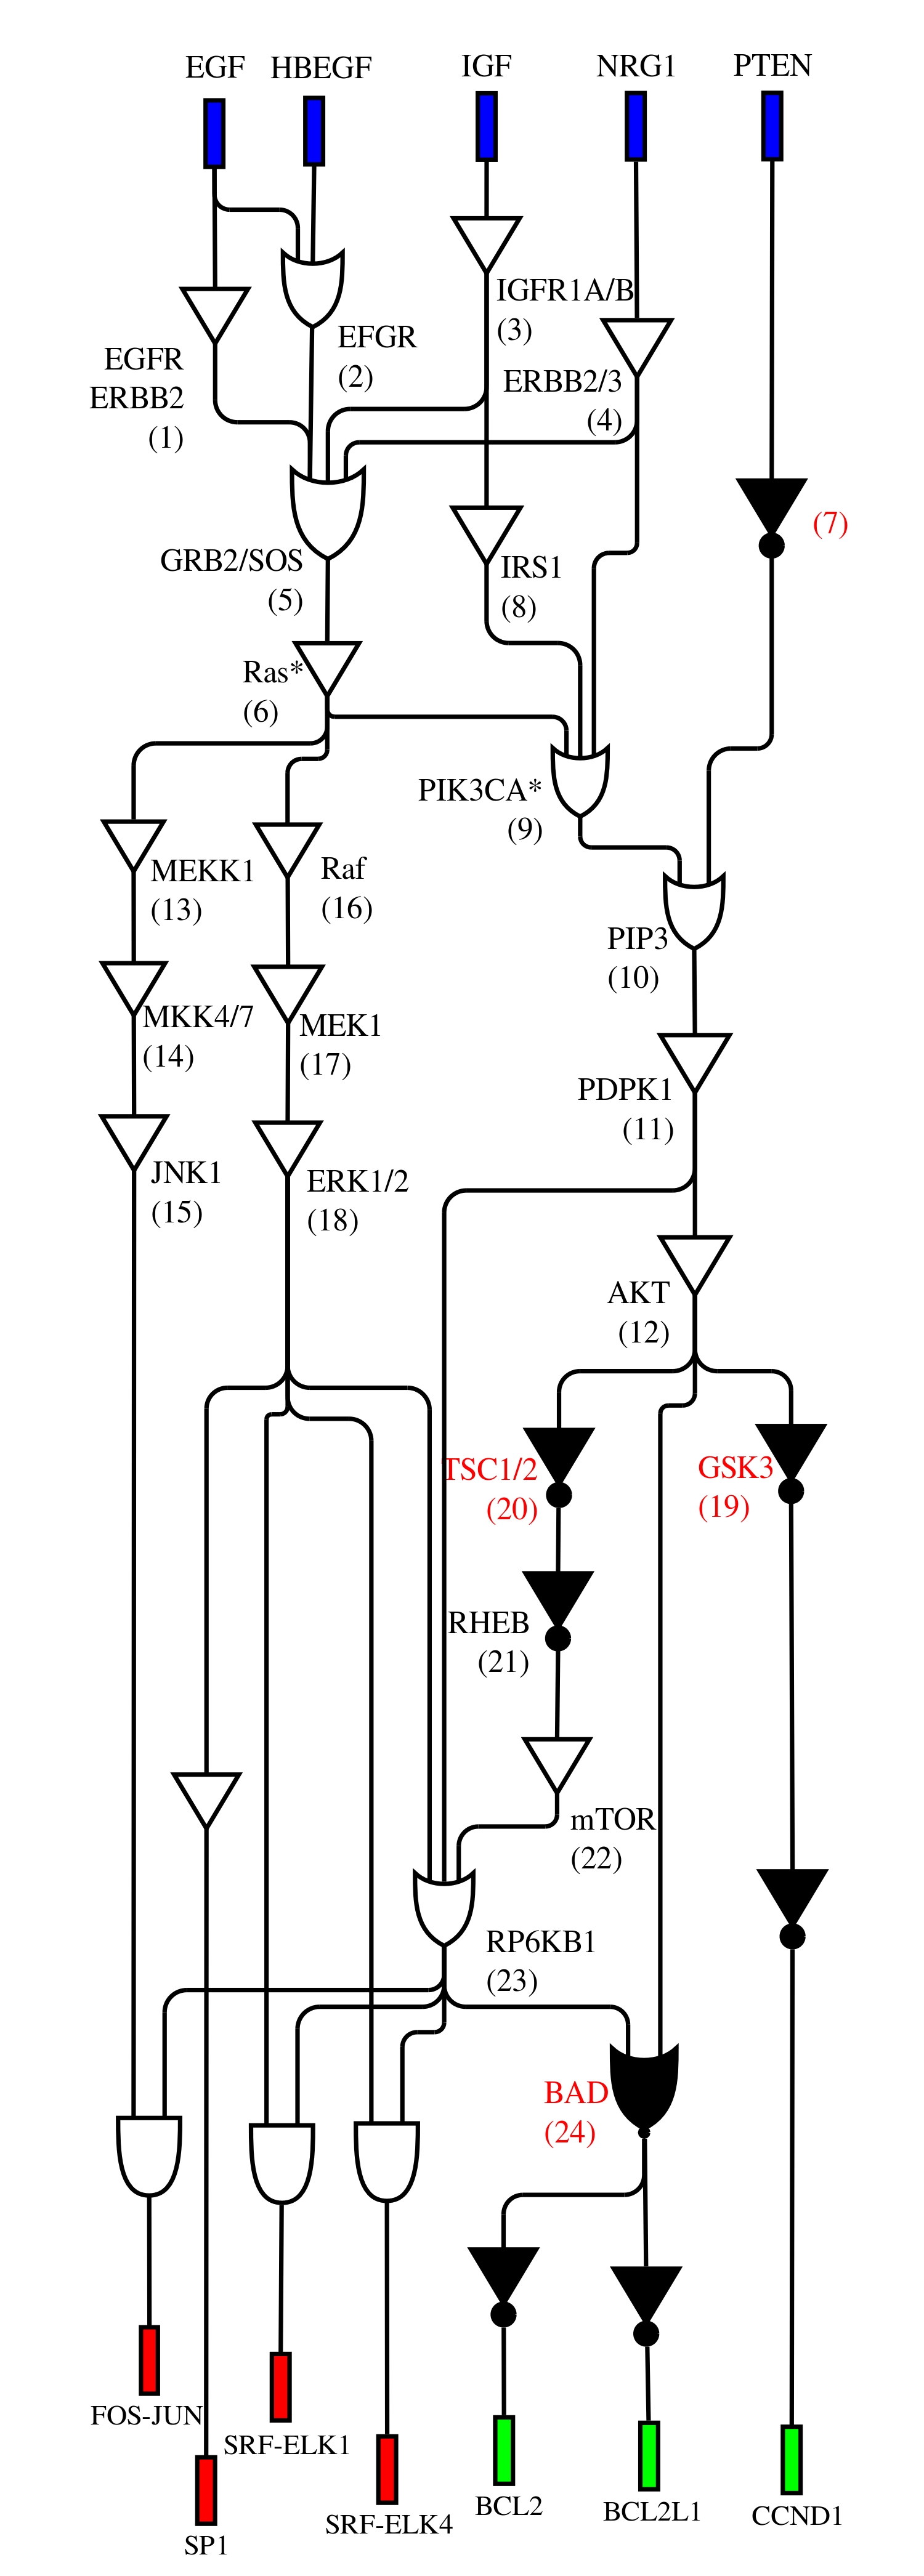 EGF
HBEGF
IGF
NRG1
PTEN
IGFR1A/B
(3)
EFGR
(2)
EGFR
ERBB2
(1)
ERBB2/3
(4)
(7)
GRB2/SOS
(5)
IRS1
(8)
Ras*
(6)
PIK3CA*
(9)
MEKK1
(13)
Raf
(16)
PIP3
(10)
MKK4/7
(14)
MEK1
(17)
PDPK1
(11)
JNK1
(15)
ERK1/2
(18)
AKT
(12)
TSC1/2
(20)
GSK3
(19)
RHEB
(21)
mTOR
(22)
RP6KB1
(23)
BAD
(24)
FOS-JUN
SRF-ELK1
SP1
SRF-ELK4
BCL2
BCL2L1
CCND1